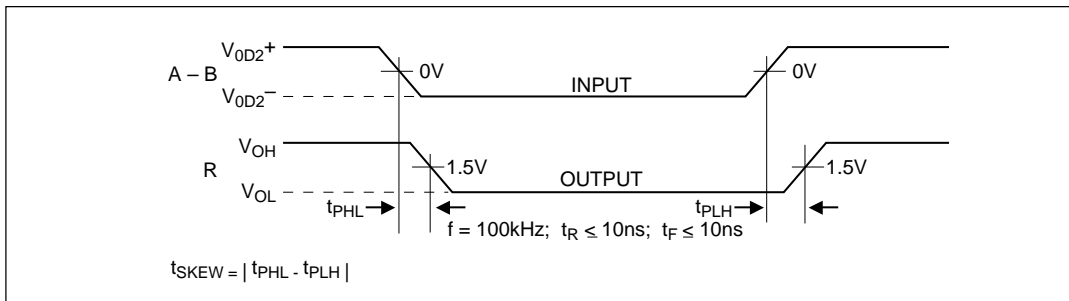 V0D2+
0V
0V
A – B
INPUT
V0D2–
VOH
R
1.5V
1.5V
OUTPUT
VOL
tPHL
tPLH
f = 100kHz; tR ≤ 10ns; tF ≤ 10ns
tSKEW = | tPHL - tPLH |